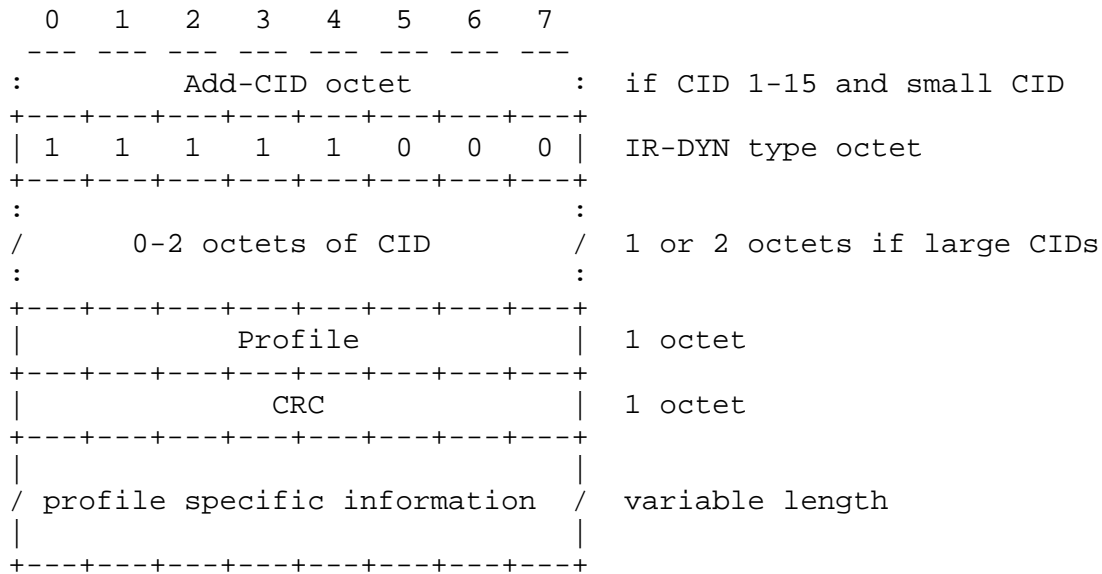 0   1   2   3   4   5   6   7
 --- --- --- --- --- --- --- ---
:         Add-CID octet         :  if CID 1-15 and small CID
+---+---+---+---+---+---+---+---+
| 1   1   1   1   1   0   0   0 |  IR-DYN type octet
+---+---+---+---+---+---+---+---+
:                               :
/      0-2 octets of CID        /  1 or 2 octets if large CIDs
:                               :
+---+---+---+---+---+---+---+---+
|            Profile            |  1 octet
+---+---+---+---+---+---+---+---+
|              CRC              |  1 octet
+---+---+---+---+---+---+---+---+
|                               |
/ profile specific information  /  variable length
|                               |
+---+---+---+---+---+---+---+---+